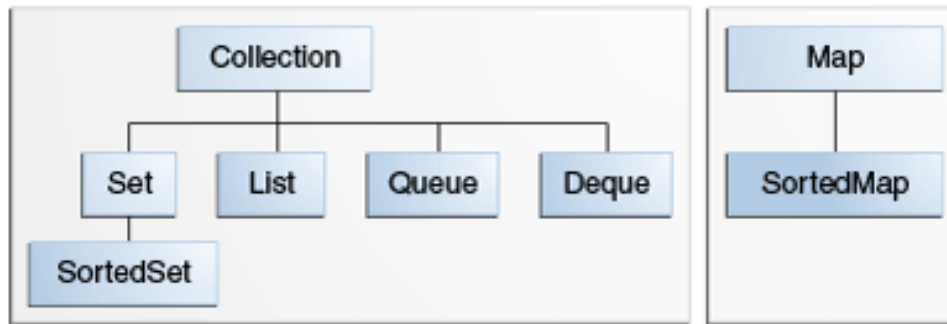 Collection
Map
Set
List
Queue
Deque
SortedMap
SortedSet